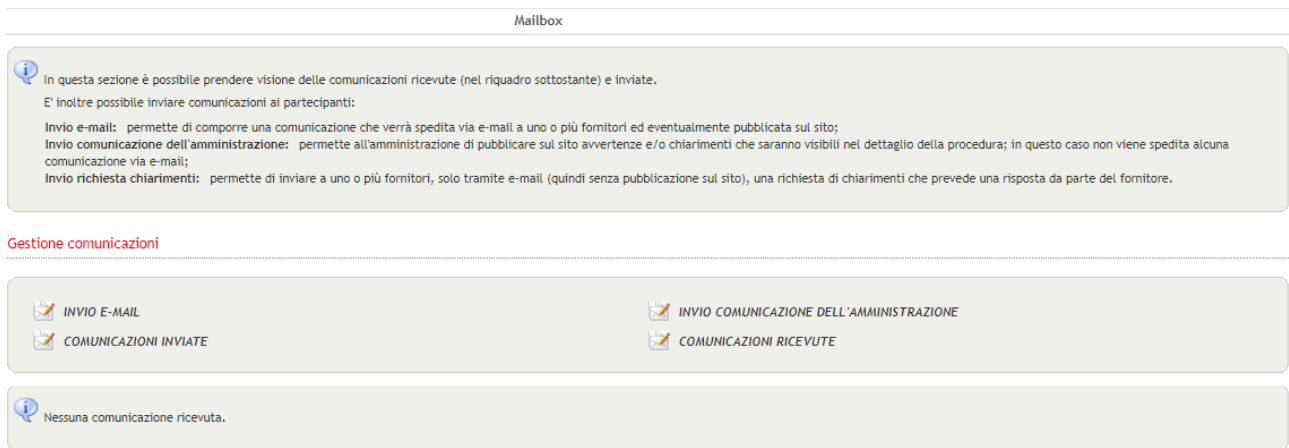 Mailbox
In questa sezione è possibile prendere visione delle comunicazioni ricevute (nel riquadro sottostante) e inviate.
E' inoltre possibile inviare comunicazioni ai partecipanti:
Invio e-mail: permette di comporre una comunicazione che verrà spedita via e-mail a uno o più fornitori ed eventualmente pubblicata sul sito;
Invio comunicazione dell'amministrazione: permette all'amministrazione di pubblicare sul sito avvertenze e/o chiarimenti che saranno visibili nel dettaglio della procedura; in questo caso non viene spedita alcuna
comunicazione via e-mail;
Invio richiesta chiarimenti: permette di inviare a uno o più fornitori, solo tramite e-mail (quindi senza pubblicazione sul sito), una richiesta di chiarimenti che prevede una risposta da parte del fornitore.
Gestione comunicazioni
INVIO E-MAIL
INVIO COMUNICAZIONE DELL'AMMINISTRAZIONE
COMUNICAZIONI INVIATE
COMUNICAZIONI RICEVUTE
Nessuna comunicazione ricevuta.